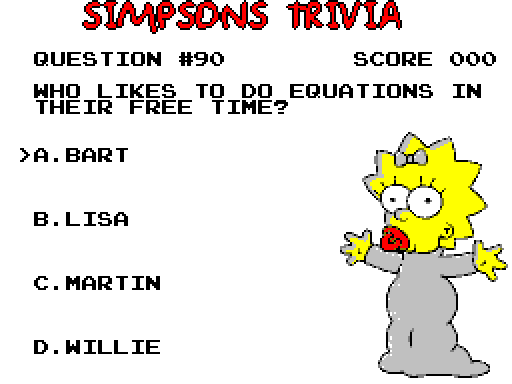 SIMPSONS TRIVIA
QUESTION #90 SCORE 000
WHO LIKES TO DO EQUATIONS IN
THEIR FREE TIME?
>A.BART
B.LISA
C.MARTIN
D.WILLIE